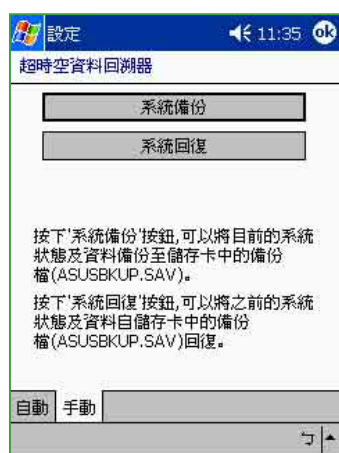 設定 11:35 ok
超時空資料回溯器
系統備份
系統回復
按下'系統備份'按鈕,可以將目前的系統
狀態及資料備份至儲存卡中的備份
檔(ASUSBKUP.SAV)。
按下'系統回復'按鈕,可以將之前的系統
狀態及資料自儲存卡中的備份
檔(ASUSBKUP.SAV)回復。
自動 手動
ㄅ